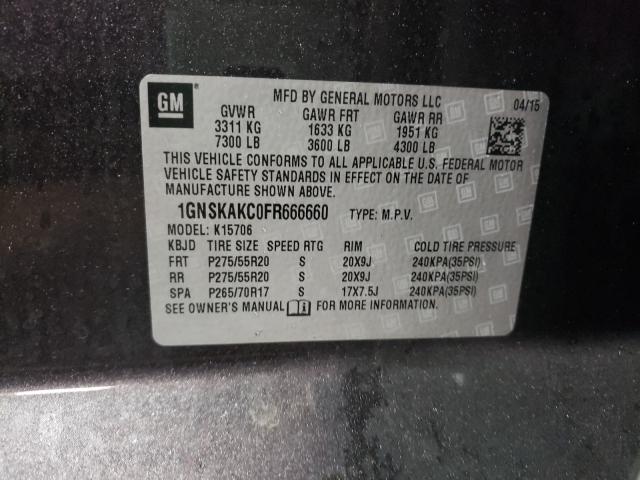 GM
MFD BY GENERAL MOTORS LLC 04/15
GVWR GAWR FRT GAWR RR
3311 KG 1633 KG 1951 KG
7300 LB 3600 LB 4300 LB
THIS VEHICLE CONFORMS TO ALL APPLICABLE U.S. FEDERAL MOTOR
VEHICLE SAFETY STANDARDS IN EFFECT ON THE DATE OF
MANUFACTURE SHOWN ABOVE.
1GNSKAKC0FR666660 TYPE: M.P.V.
MODEL: K15706
KBJD TIRE SIZE SPEED RTG RIM COLD TIRE PRESSURE
FRT P275/55R20 S 20X9J 240KPA(35PSI)
RR P275/55R20 S 20X9J 240KPA(35PSI)
SPA P265/70R17 S 17X7.5J 240KPA(35PSI)
SEE OWNER'S MANUAL FOR MORE INFORMATION.